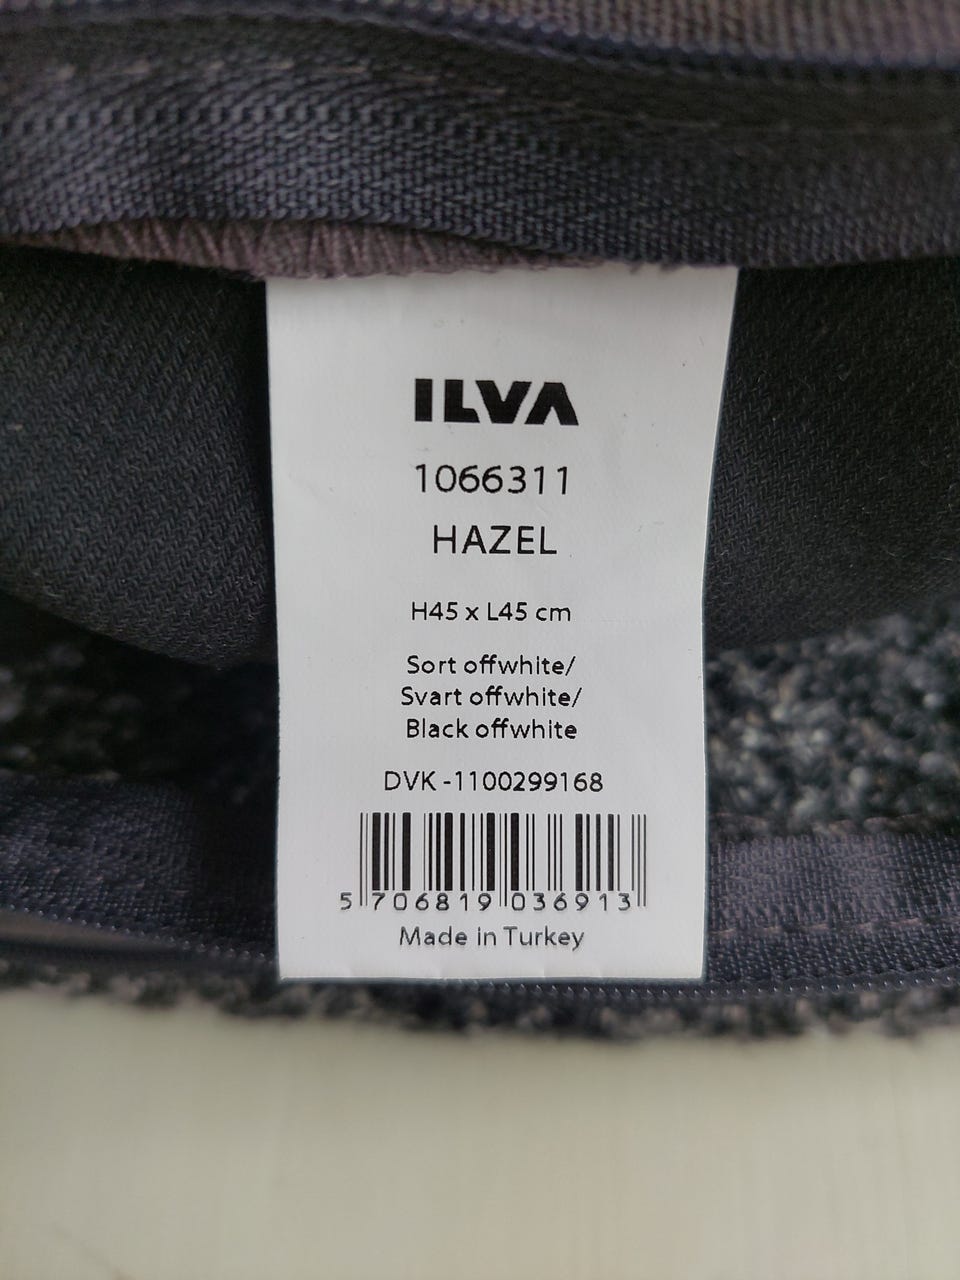 ILVA
1066311
HAZEL
H45 x L45 cm
Sort offwhite/
Svart offwhite/
Black offwhite
DVK -1100299168
5 706819 036913
Made in Turkey